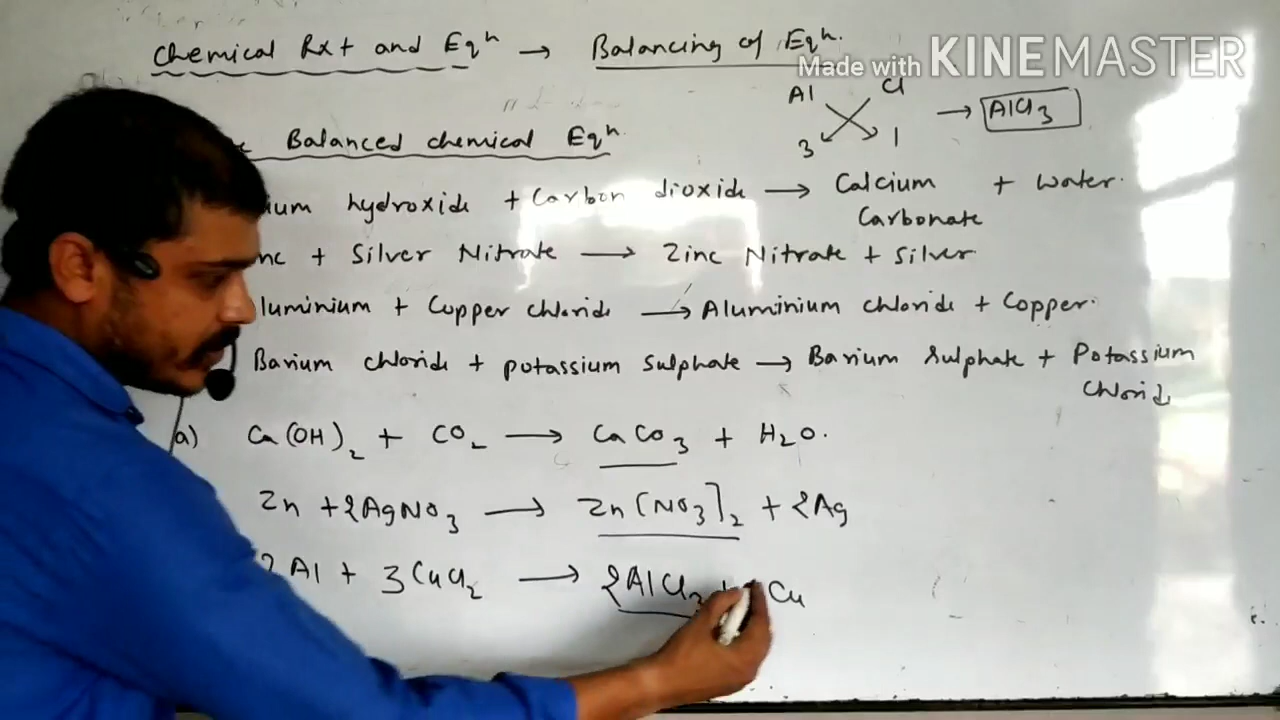 Chemical Rxt and Eqn → Balancing of Eqn.
Made with KINEMASTER
Al Cl → AlCl3
3 1
Balanced chemical Eqn.
hydroxide + Carbon dioxide → Calcium Carbonate + Water.
+ Silver Nitrate → Zinc Nitrate + Silver
+ Copper chloride → Aluminium chloride + Copper.
Barium chloride + potassium Sulphate → Barium Sulphate + Potassium Chloride
a) Ca(OH)2 + CO2 → CaCO3 + H2O.
Zn + 2AgNO3 → Zn(NO3)2 + 2Ag
2Al + 3CuCl2 → 2AlCl3 + Cu